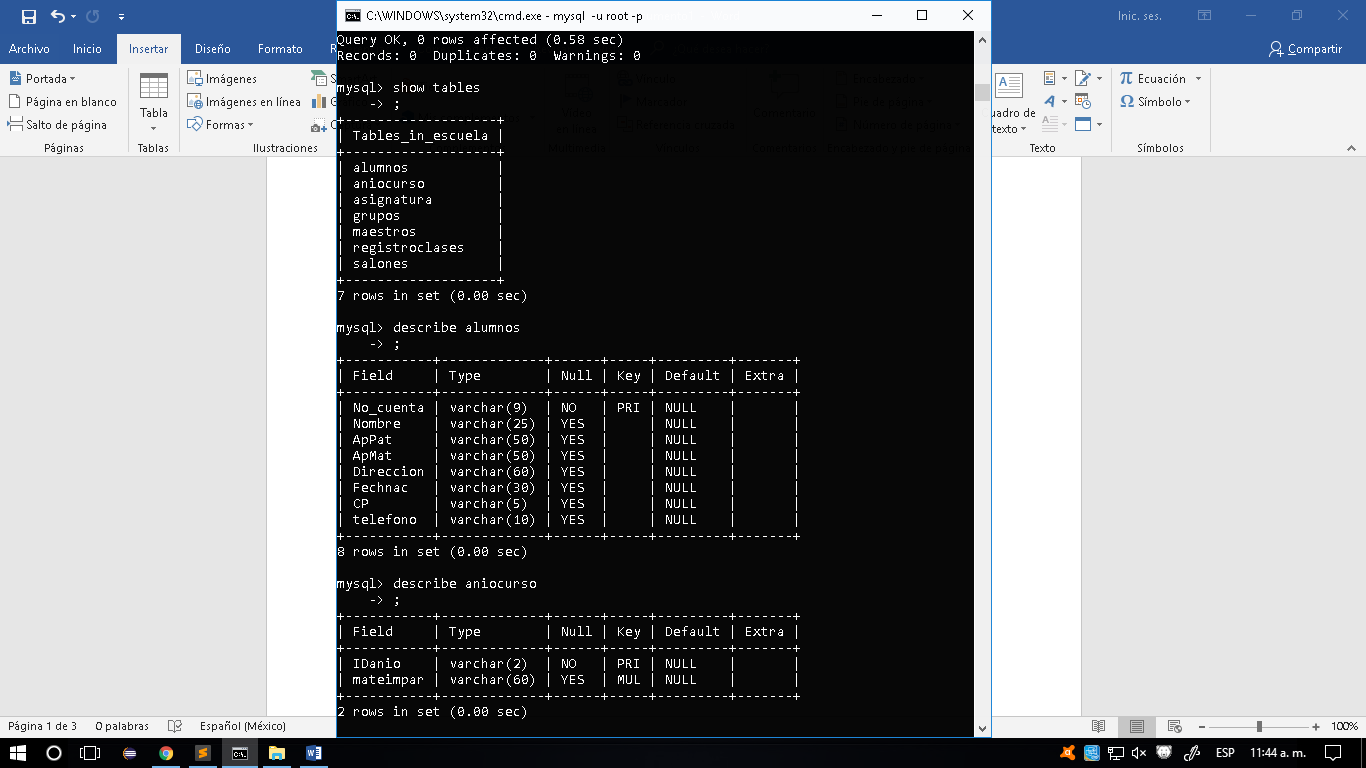 C:\WINDOWS\system32\cmd.exe - mysql -u root -p
Inic. ses.
Archivo Inicio Insertar Diseño Formato R
Compartir
Portada
Página en blanco
Salto de página
Páginas
Tabla
Tablas
Imágenes
Imágenes en línea
Formas
Ilustraciones
uadro de
texto
Texto
Ecuación
Símbolo
Símbolos
Query OK, 0 rows affected (0.58 sec)
Records: 0  Duplicates: 0  Warnings: 0
mysql> show tables
    -> ;
+-------------------+
| Tables_in_escuela |
+-------------------+
| alumnos           |
| aniocurso         |
| asignatura        |
| grupos            |
| maestros          |
| registroclases    |
| salones           |
+-------------------+
7 rows in set (0.00 sec)
mysql> describe alumnos
    -> ;
+-----------+-------------+------+-----+---------+-------+
| Field     | Type        | Null | Key | Default | Extra |
+-----------+-------------+------+-----+---------+-------+
| No_cuenta | varchar(9)  | NO   | PRI | NULL    |       |
| Nombre    | varchar(25) | YES  |     | NULL    |       |
| ApPat     | varchar(50) | YES  |     | NULL    |       |
| ApMat     | varchar(50) | YES  |     | NULL    |       |
| Direccion | varchar(60) | YES  |     | NULL    |       |
| Fechnac   | varchar(30) | YES  |     | NULL    |       |
| CP        | varchar(5)  | YES  |     | NULL    |       |
| telefono  | varchar(10) | YES  |     | NULL    |       |
+-----------+-------------+------+-----+---------+-------+
8 rows in set (0.00 sec)
mysql> describe aniocurso
    -> ;
+-----------+-------------+------+-----+---------+-------+
| Field     | Type        | Null | Key | Default | Extra |
+-----------+-------------+------+-----+---------+-------+
| IDanio    | varchar(2)  | NO   | PRI | NULL    |       |
| mateimpar | varchar(60) | YES  | MUL | NULL    |       |
+-----------+-------------+------+-----+---------+-------+
2 rows in set (0.00 sec)
Página 1 de 3 0 palabras Español (México)
100%
ESP 11:44 a. m.